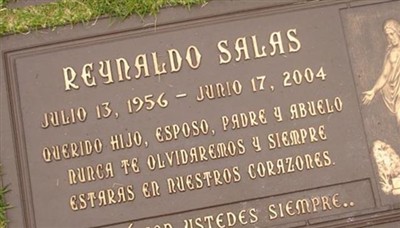 REYNALDO SALAS
JULIO 13, 1956 – JUNIO 17, 2004
QUERIDO HIJO, ESPOSO, PADRE Y ABUELO
NUNCA TE OLVIDAREMOS Y SIEMPRE
ESTARAS EN NUESTROS CORAZONES.
USTEDES SIEMPRE..